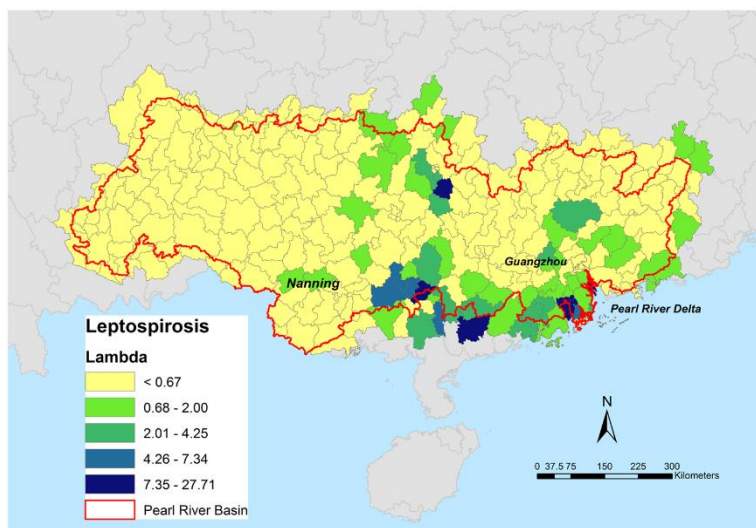 Guangzhou
Nanning
Pearl River Delta
Leptospirosis
Lambda
< 0.67
0.68 - 2.00
2.01 - 4.25
4.26 - 7.34
7.35 - 27.71
Pearl River Basin
N
0 37.5 75 150 225 300
Kilometers